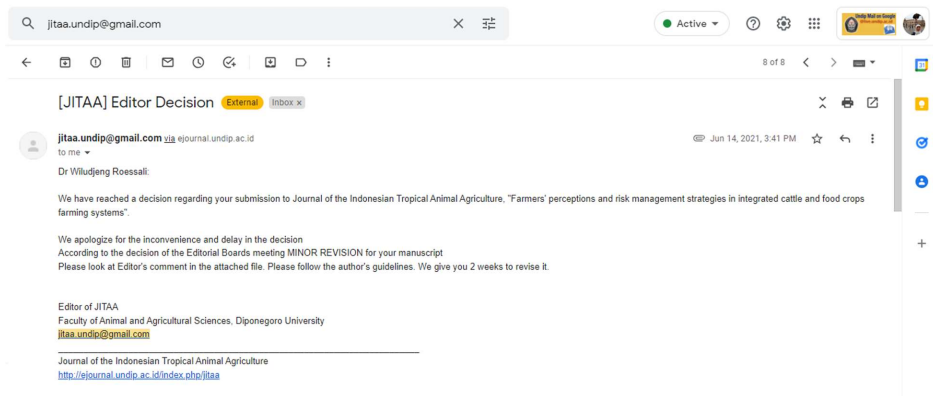 jitaa.undip@gmail.com
Active
Undip Mail on Google
8 of 8
31
[JITAA] Editor Decision External Inbox x
jitaa.undip@gmail.com via ejournal.undip.ac.id
Jun 14, 2021, 3:41 PM
to me
Dr Wiludjeng Roessali:
We have reached a decision regarding your submission to Journal of the Indonesian Tropical Animal Agriculture, "Farmers' perceptions and risk management strategies in integrated cattle and food crops
farming systems".
We apologize for the inconvenience and delay in the decision
According to the decision of the Editorial Boards meeting MINOR REVISION for your manuscript
Please look at Editor's comment in the attached file. Please follow the author's guidelines. We give you 2 weeks to revise it.
Editor of JITAA
Faculty of Animal and Agricultural Sciences, Diponegoro University
jitaa.undip@gmail.com
Journal of the Indonesian Tropical Animal Agriculture
http://ejournal.undip.ac.id/index.php/jitaa